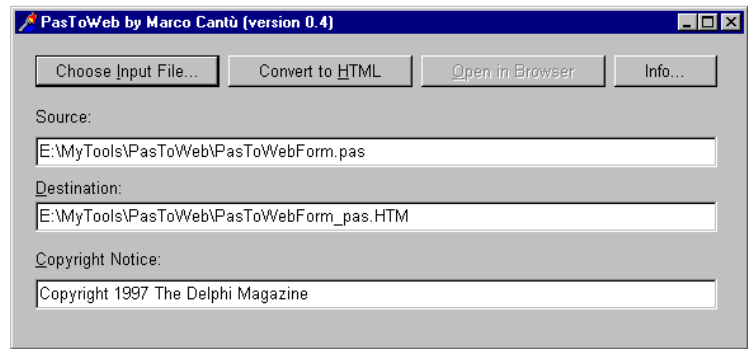 PasToWeb by Marco Cantù (version 0.4)
Choose Input File... Convert to HTML Open in Browser Info...
Source:
E:\MyTools\PasToWeb\PasToWebForm.pas
Destination:
E:\MyTools\PasToWeb\PasToWebForm_pas.HTM
Copyright Notice:
Copyright 1997 The Delphi Magazine